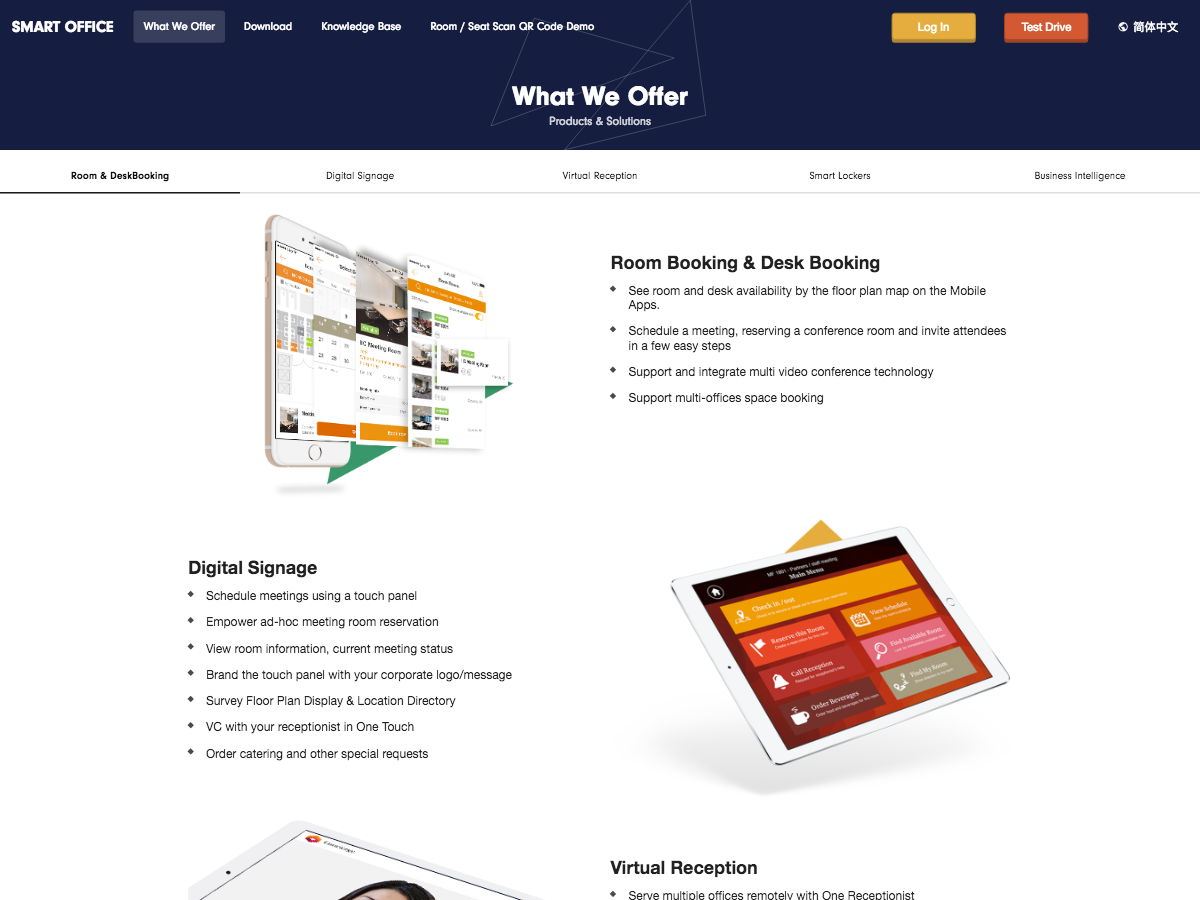 SMART OFFICE
What We Offer
Download
Knowledge Base
Room / Seat Scan QR Code Demo
Log In
Test Drive
简体中文
What We Offer
Products & Solutions
Room & DeskBooking
Digital Signage
Virtual Reception
Smart Lockers
Business Intelligence
Room Booking & Desk Booking
See room and desk availability by the floor plan map on the Mobile
Apps.
Schedule a meeting, reserving a conference room and invite attendees
in a few easy steps
Support and integrate multi video conference technology
Support multi-offices space booking
Digital Signage
Schedule meetings using a touch panel
Empower ad-hoc meeting room reservation
View room information, current meeting status
Brand the touch panel with your corporate logo/message
Survey Floor Plan Display & Location Directory
VC with your receptionist in One Touch
Order catering and other special requests
MF 1801 - Partners / staff meeting
Main Menu
Check in / out
Reserve this Room
View Schedule
Call Reception
Find Available Room
Order Beverages
Find My Room
Virtual Reception
Serve multiple offices remotely with One Receptionist